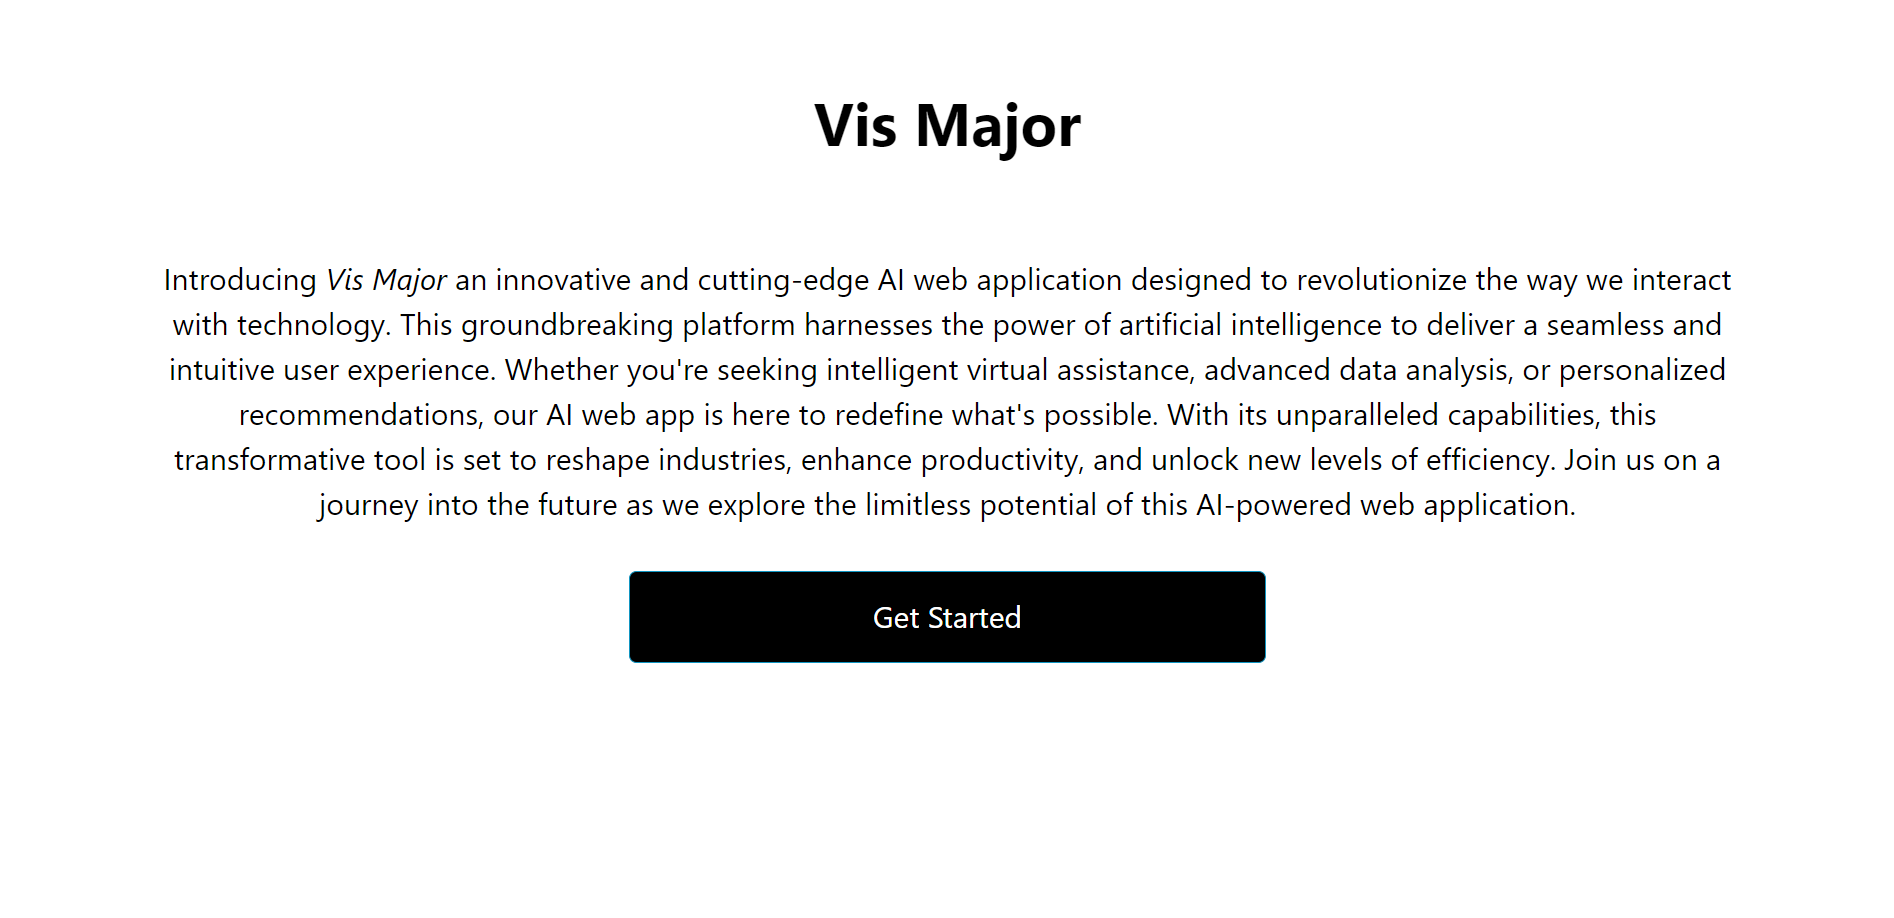 Vis Major
Introducing Vis Major an innovative and cutting-edge AI web application designed to revolutionize the way we interact
with technology. This groundbreaking platform harnesses the power of artificial intelligence to deliver a seamless and
intuitive user experience. Whether you're seeking intelligent virtual assistance, advanced data analysis, or personalized
recommendations, our AI web app is here to redefine what's possible. With its unparalleled capabilities, this
transformative tool is set to reshape industries, enhance productivity, and unlock new levels of efficiency. Join us on a
journey into the future as we explore the limitless potential of this AI-powered web application.
Get Started